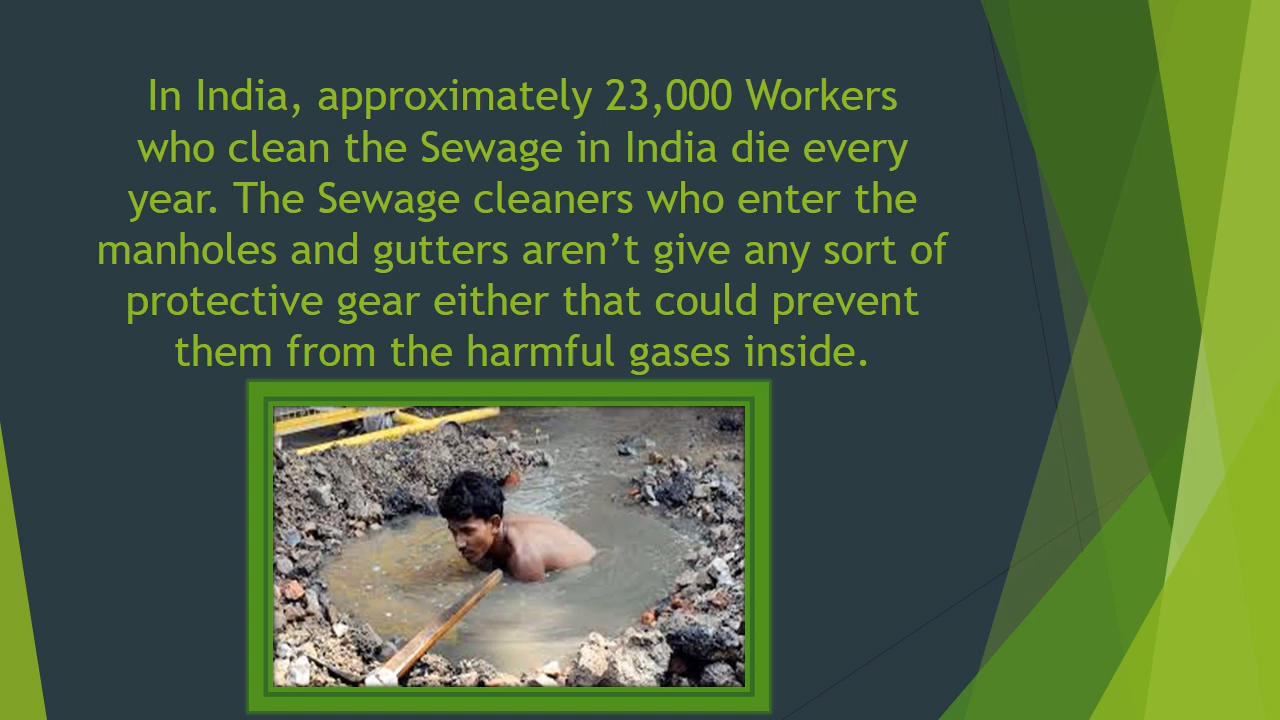 In India, approximately 23,000 Workers
who clean the Sewage in India die every
year. The Sewage cleaners who enter the
manholes and gutters aren’t give any sort of
protective gear either that could prevent
them from the harmful gases inside.